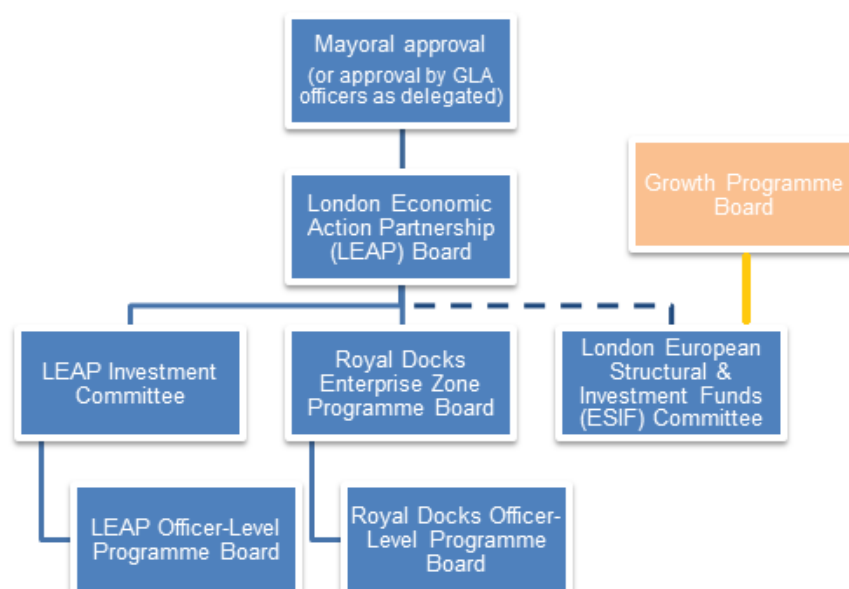 Mayoral approval
(or approval by GLA
officers as delegated)
London Economic
Action Partnership
(LEAP) Board
Growth Programme
Board
LEAP Investment
Committee
Royal Docks
Enterprise Zone
Programme Board
London European
Structural &
Investment Funds
(ESIF) Committee
LEAP Officer-Level
Programme Board
Royal Docks Officer-
Level Programme
Board